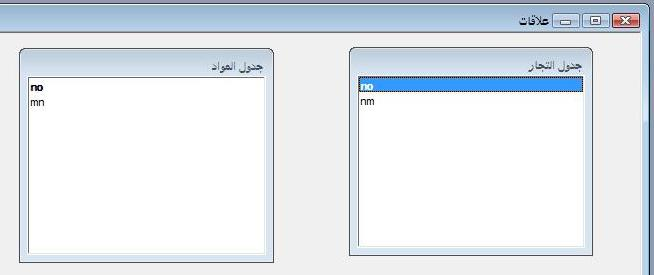 علاقات
جدول التجار
no
nm
جدول المواد
no
mn